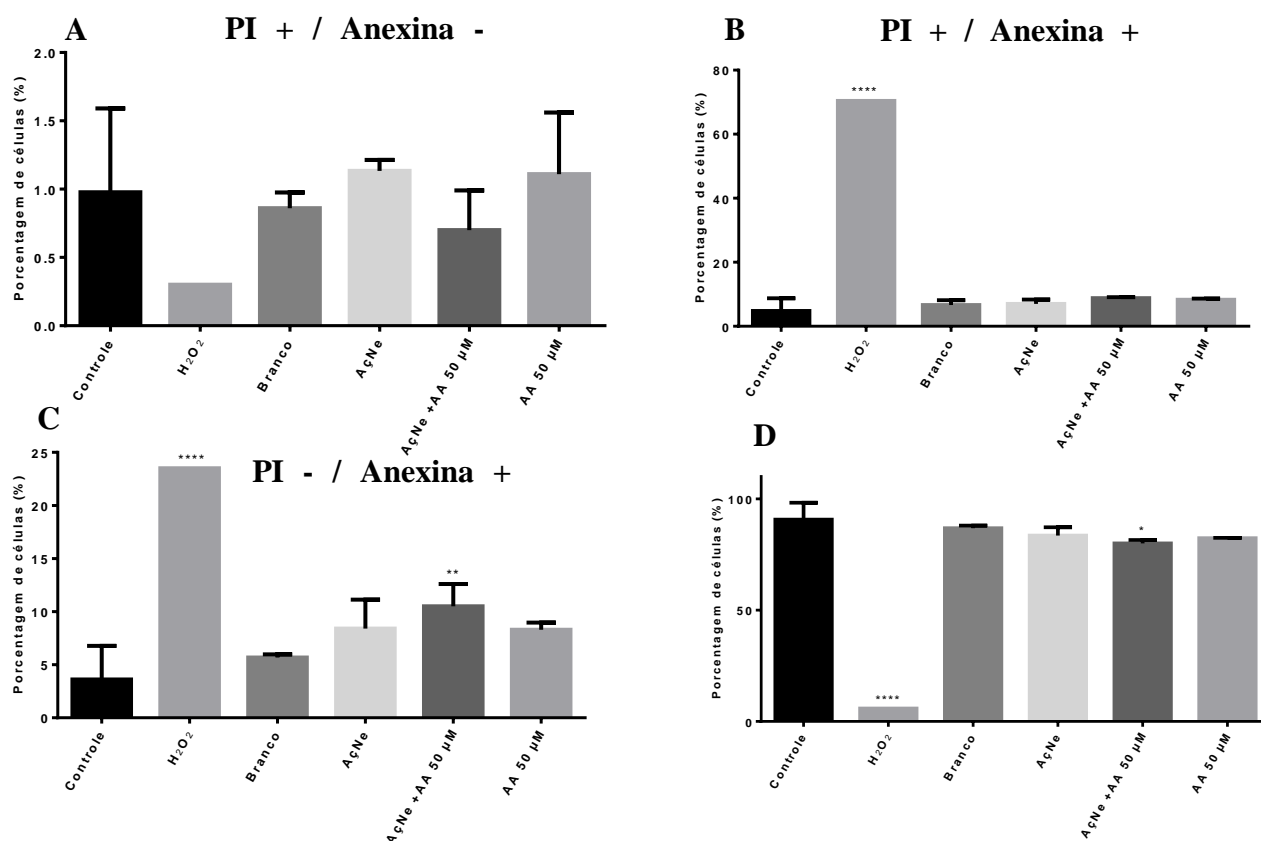 A
PI + / Anexina -
Porcentagem de células (%)
2.0
1.5
1.0
0.5
0.0
Controle
H₂O₂
Branco
AçNe
AçNe +AA 50 µM
AA 50 µM
B
PI + / Anexina +
Porcentagem de células (%)
80
60
40
20
0
****
Controle
H₂O₂
Branco
AçNe
AçNe +AA 50 µM
AA 50 µM
C
PI - / Anexina +
Porcentagem de células (%)
25
20
15
10
5
0
****
**
Controle
H₂O₂
Branco
AçNe
AçNe +AA 50 µM
AA 50 µM
D
Porcentagem de células (%)
100
50
0
****
*
Controle
H₂O₂
Branco
AçNe
AçNe +AA 50 µM
AA 50 µM